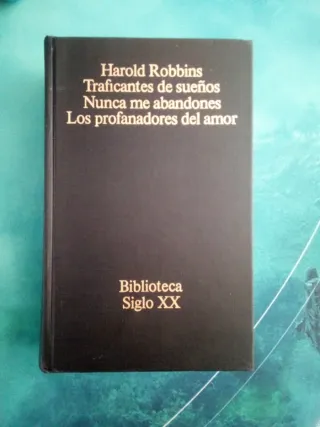 Harold Robbins
Traficantes de sueños
Nunca me abandones
Los profanadores del amor
Biblioteca
Siglo XX